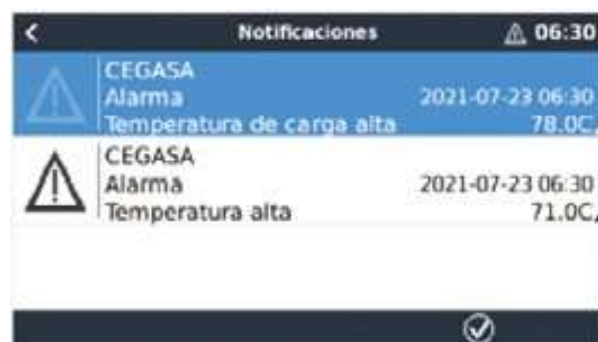 Notificaciones 06:30
CEGASA
Alarma 2021-07-23 06:30
Temperatura de carga alta 78.0C,
CEGASA
Alarma 2021-07-23 06:30
Temperatura alta 71.0C,